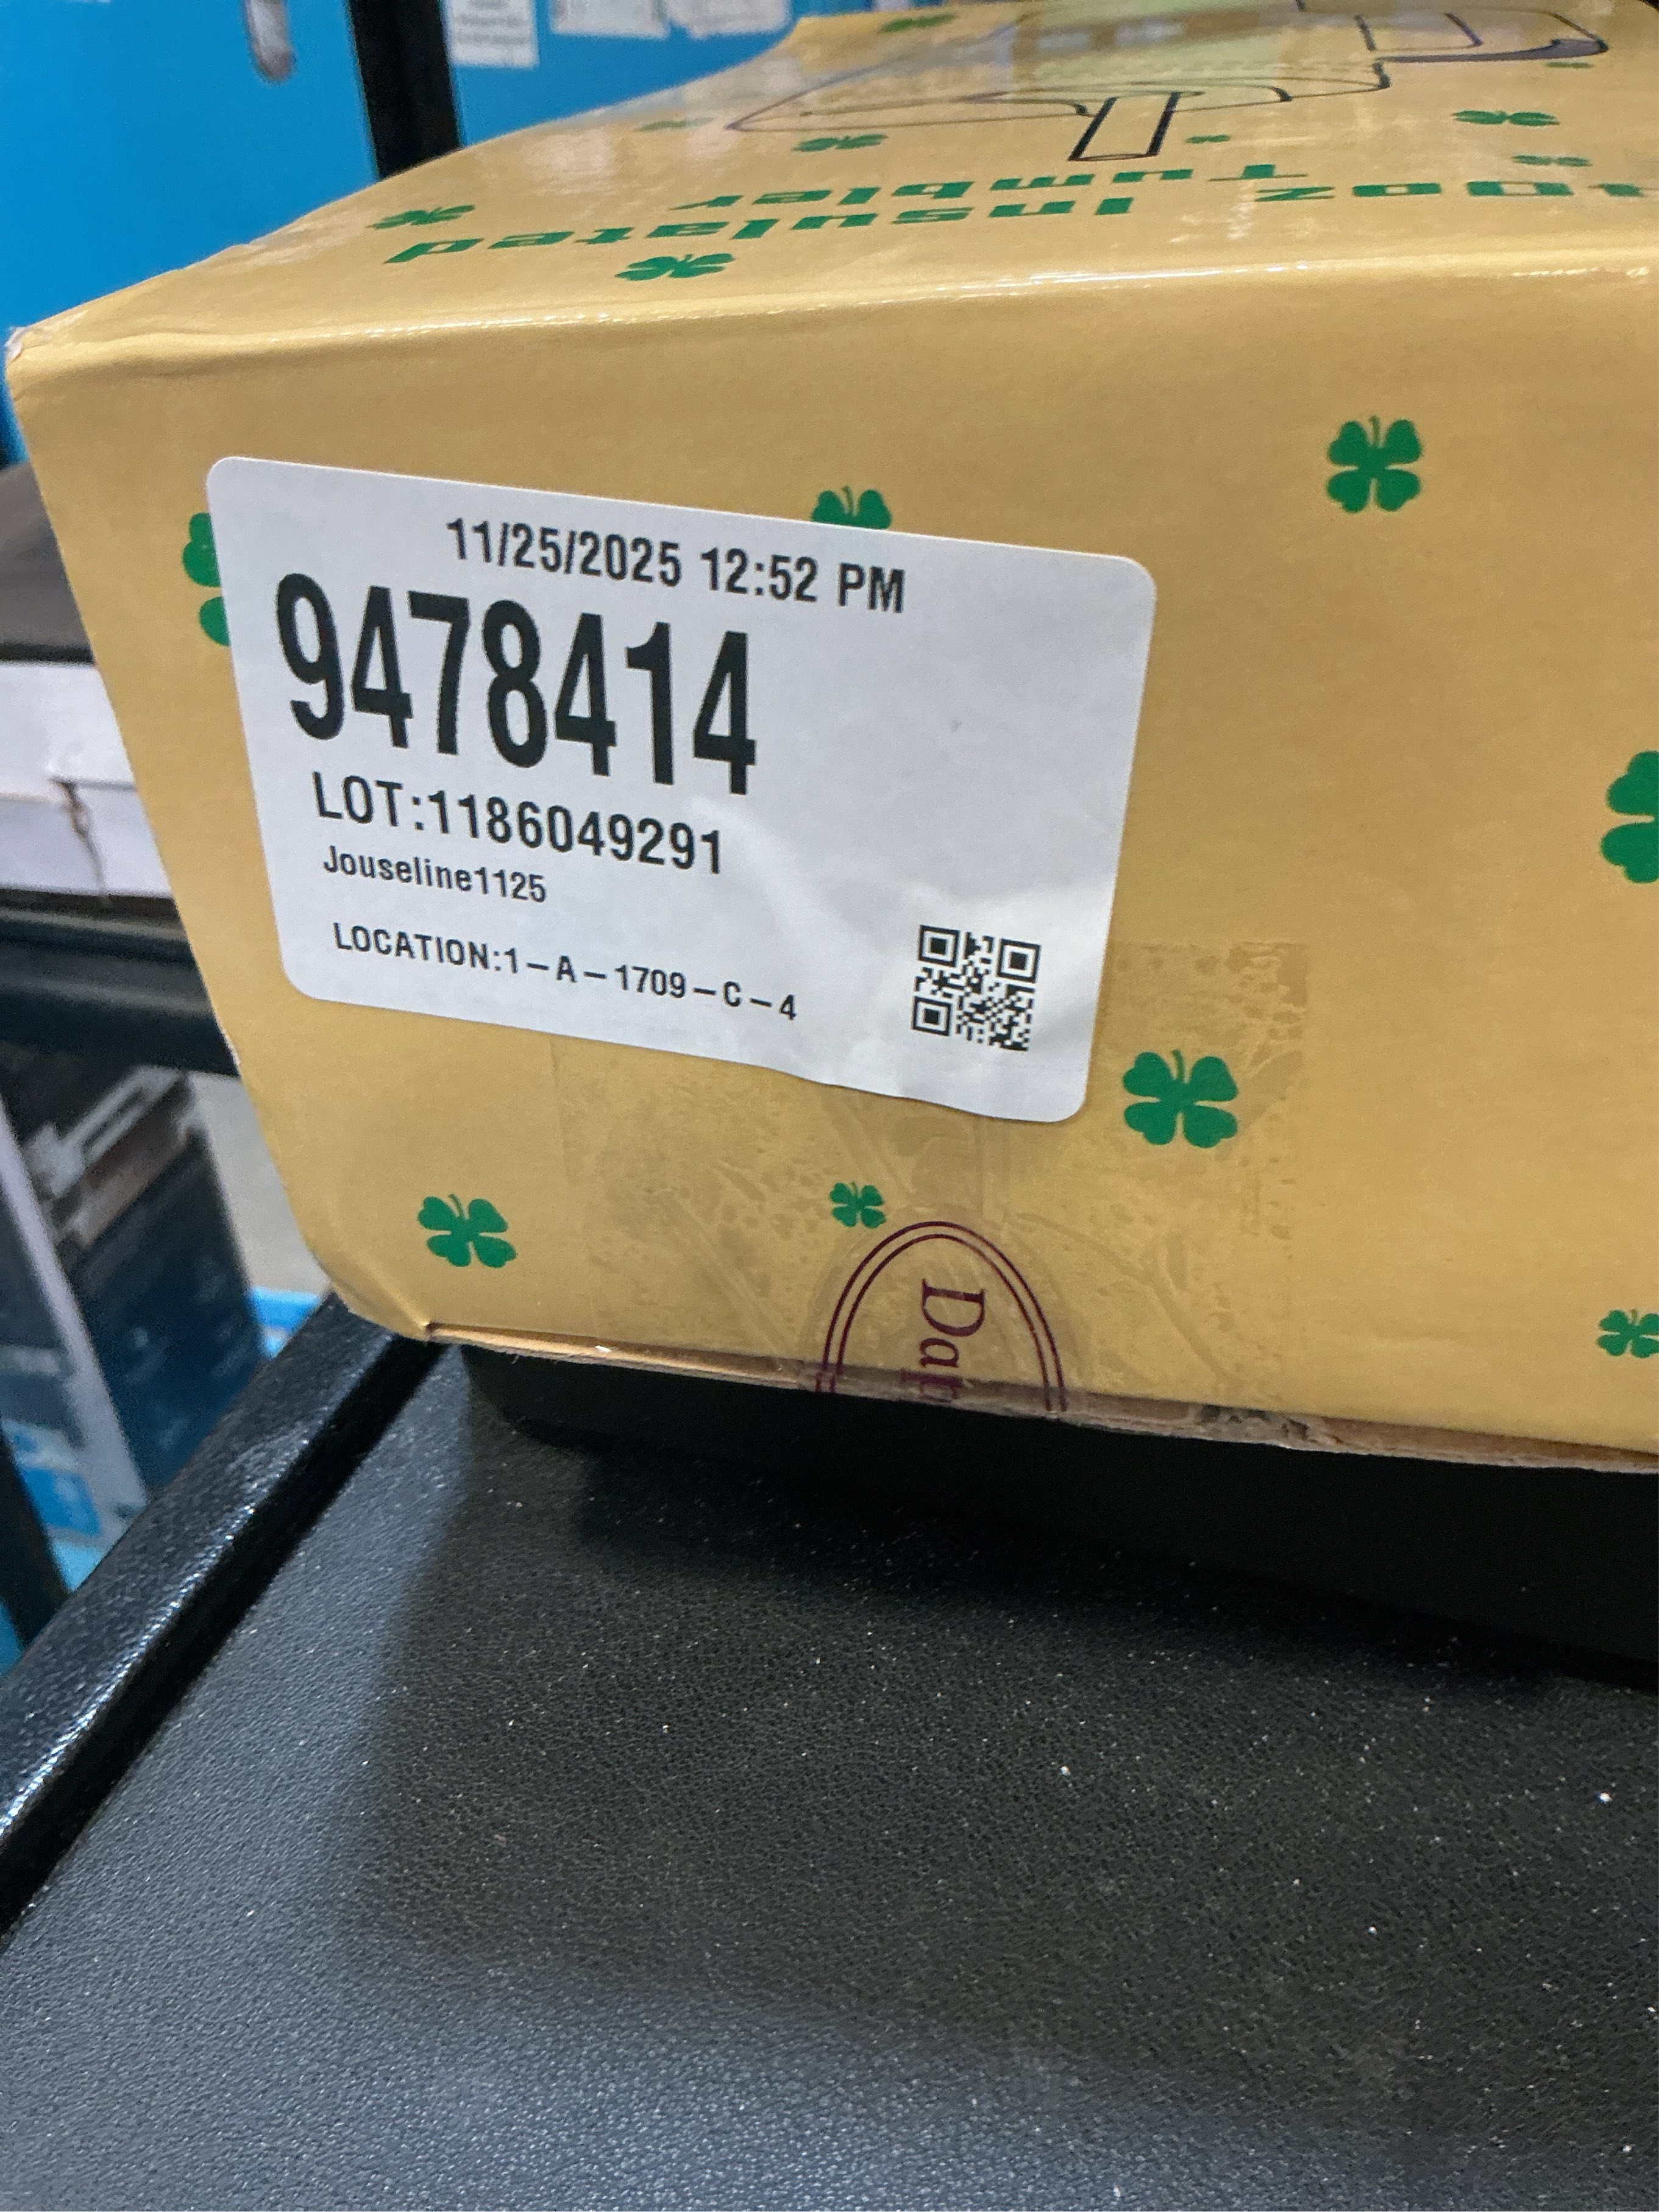 Insulated
Tumbler
11/25/2025 12:52 PM
9478414
LOT:1186049291
Jouseline1125
LOCATION:1-A-1709-C-4